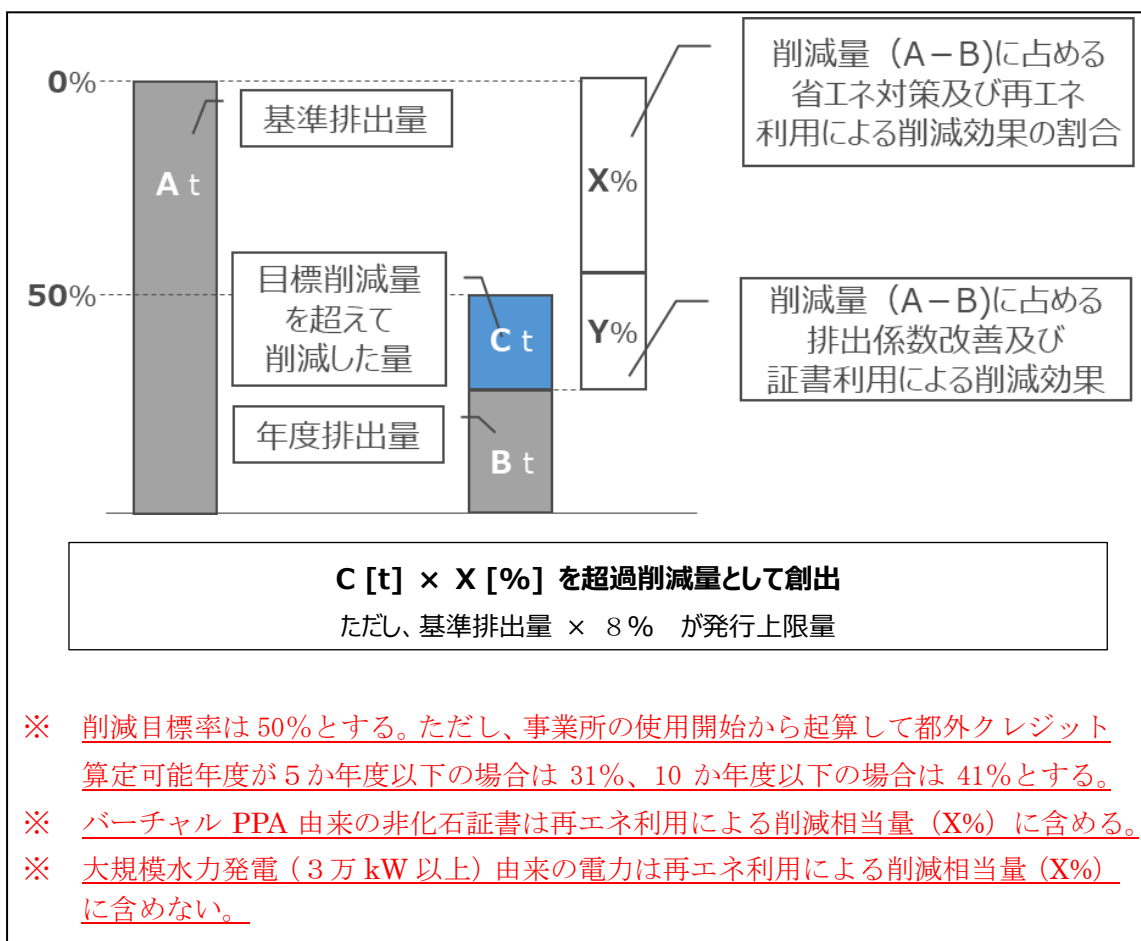 0%
基準排出量
A t
50%
目標削減量
を超えて
削減した量
C t
年度排出量
B t
X%
Y%
削減量（A－B)に占める
省エネ対策及び再エネ
利用による削減効果の割合
削減量（A－B)に占める
排出係数改善及び
証書利用による削減効果
C [t] × X [%] を超過削減量として創出
ただし、基準排出量 × ８% が発行上限量
※ 削減目標率は 50％とする。ただし、事業所の使用開始から起算して都外クレジット
算定可能年度が５か年度以下の場合は 31％、10 か年度以下の場合は 41％とする。
※ バーチャル PPA 由来の非化石証書は再エネ利用による削減相当量（X%）に含める。
※ 大規模水力発電（３万 kW 以上）由来の電力は再エネ利用による削減相当量（X%）
に含めない。